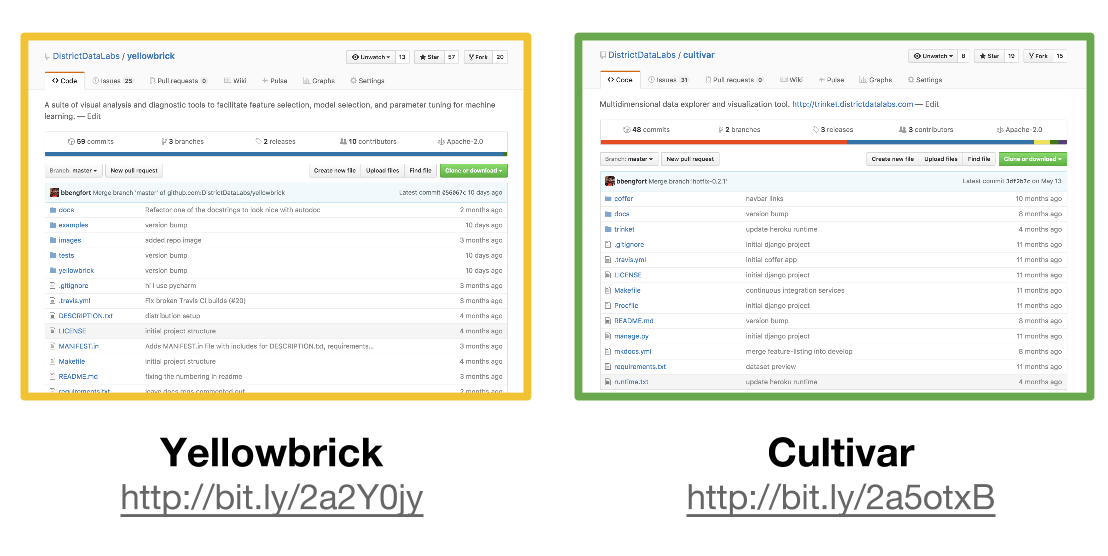 DistrictDataLabs / yellowbrick
Unwatch 13 Star 57 Fork 20
Code Issues 25 Pull requests 0 Wiki Pulse Graphs Settings
A suite of visual analysis and diagnostic tools to facilitate feature selection, model selection, and parameter tuning for machine
learning. — Edit
59 commits 3 branches 2 releases 10 contributors Apache-2.0
Branch: master New pull request Create new file Upload files Find file Clone or download
bbengfort Merge branch 'master' of github.com:DistrictDataLabs/yellowbrick Latest commit 10 days ago
docs Refactor one of the docstrings to look nice with autodoc 2 months ago
examples version bump 10 days ago
images added repo image 3 months ago
tests version bump 10 days ago
yellowbrick version bump 10 days ago
.gitignore hi I use pycharm 3 months ago
.travis.yml Fix broken Travis CI builds (#20) 3 months ago
DESCRIPTION.txt distribution setup 4 months ago
LICENSE initial project structure 4 months ago
MANIFEST.in Adds MANIFEST.in file with includes for DESCRIPTION.txt, requirements... 3 months ago
Makefile initial project structure 4 months ago
README.md fixing the numbering in readme 3 months ago
requirements.txt leave docs reqs commented out 2 months ago
DistrictDataLabs / cultivar
Unwatch 8 Star 19 Fork 15
Code Issues 31 Pull requests 0 Wiki Pulse Graphs Settings
Multidimensional data explorer and visualization tool. http://trinket.districtdatalabs.com — Edit
48 commits 2 branches 3 releases 3 contributors Apache-2.0
Branch: master New pull request Create new file Upload files Find file Clone or download
bbengfort Merge branch 'hotfix-0.2.1' Latest commit 3df2b7c on May 13
coffer navbar links 10 months ago
docs version bump 8 months ago
trinket update heroku runtime 4 months ago
.gitignore initial django project 11 months ago
.travis.yml initial coffer app 11 months ago
LICENSE initial django project 11 months ago
Makefile continuous integration services 11 months ago
Procfile initial django project 11 months ago
README.md version bump 8 months ago
manage.py initial django project 11 months ago
mkdocs.yml merge feature-listing into develop 8 months ago
requirements.txt dataset preview 11 months ago
runtime.txt update heroku runtime 4 months ago
Yellowbrick
http://bit.ly/2a2Y0jy
Cultivar
http://bit.ly/2a5otxB